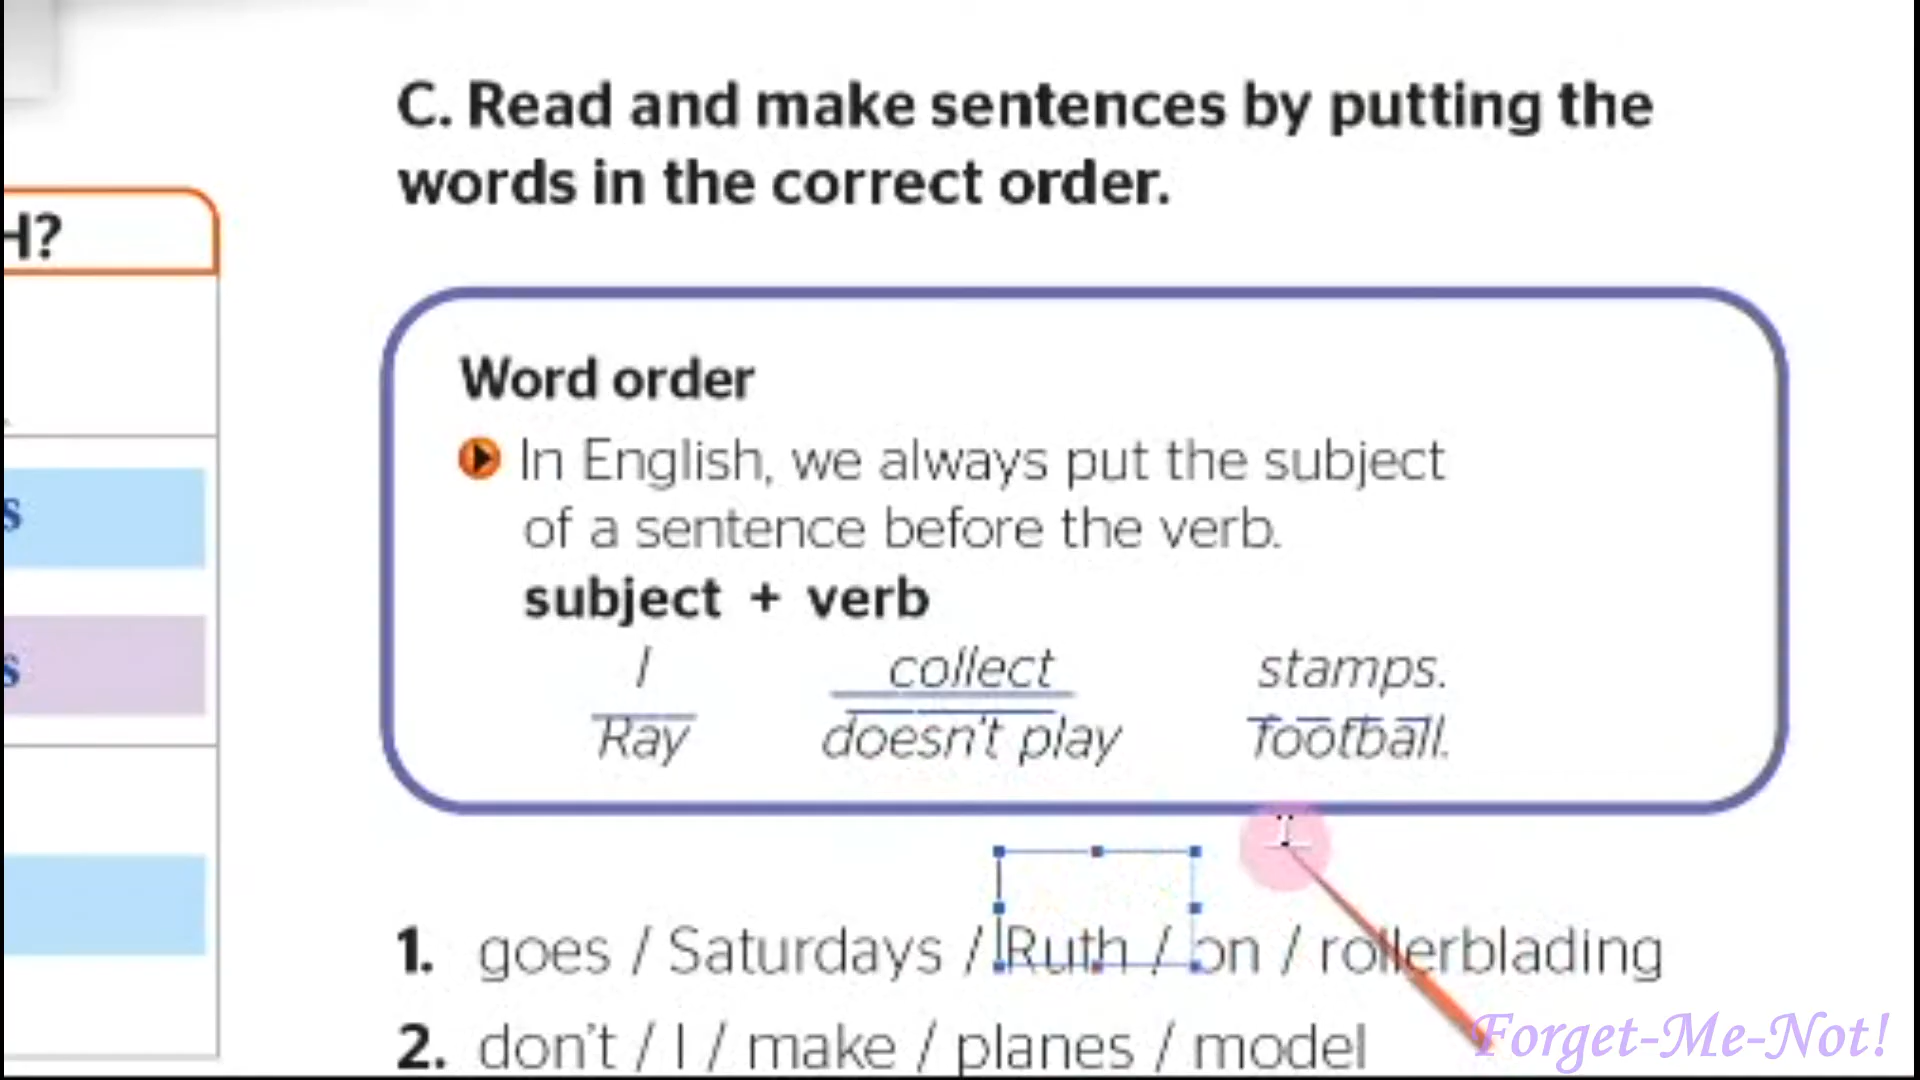 C. Read and make sentences by putting the
words in the correct order.
H?
Word order
In English, we always put the subject
of a sentence before the verb.
subject + verb
I collect stamps.
Ray doesn't play football.
s
s
1. goes / Saturdays / Ruth / on / rollerblading
2. don't / I / make / planes / model
Forget-Me-Not!